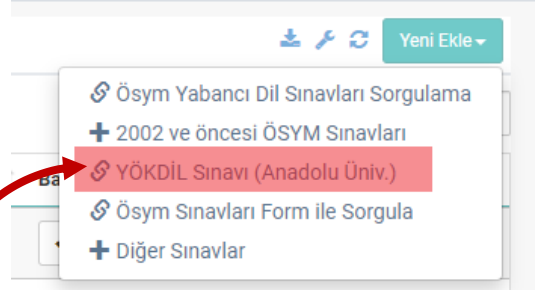 Yeni Ekle
Ösym Yabancı Dil Sınavları Sorgulama
2002 ve öncesi ÖSYM Sınavları
YÖKDİL Sınavı (Anadolu Üniv.)
Ösym Sınavları Form ile Sorgula
Diğer Sınavlar